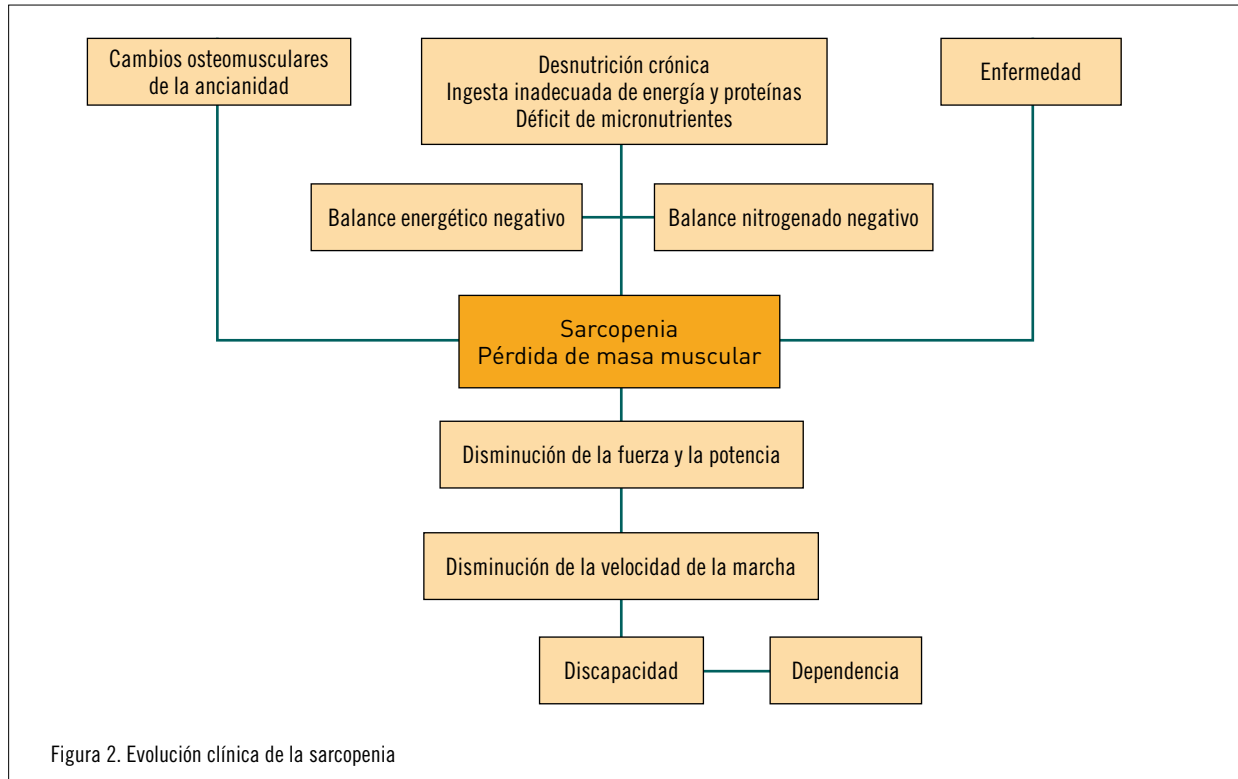 Cambios osteomusculares
de la ancianidad
Desnutrición crónica
Ingesta inadecuada de energía y proteínas
Déficit de micronutrientes
Enfermedad
Balance energético negativo
Balance nitrogenado negativo
Sarcopenia
Pérdida de masa muscular
Disminución de la fuerza y la potencia
Disminución de la velocidad de la marcha
Discapacidad
Dependencia
Figura 2. Evolución clínica de la sarcopenia